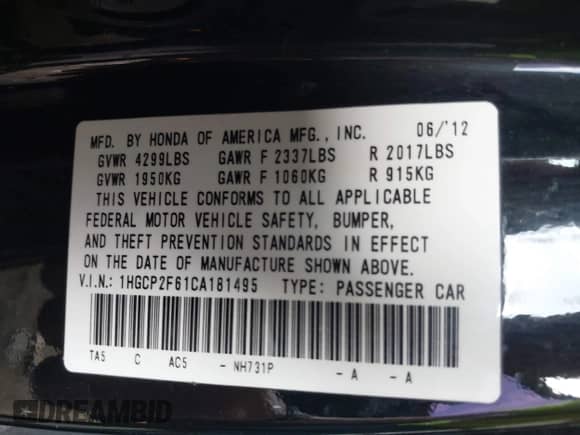 MFD. BY HONDA OF AMERICA MFG., INC. 06/'12
GVWR 4299LBS GAWR F 2337LBS R 2017LBS
GVWR 1950KG GAWR F 1060KG R 915KG
THIS VEHICLE CONFORMS TO ALL APPLICABLE
FEDERAL MOTOR VEHICLE SAFETY, BUMPER,
AND THEFT PREVENTION STANDARDS IN EFFECT
ON THE DATE OF MANUFACTURE SHOWN ABOVE.
V.I.N.: 1HGCP2F61CA181495 TYPE: PASSENGER CAR
TA5 C AC5 - NH731P - A - A
DREAMBID